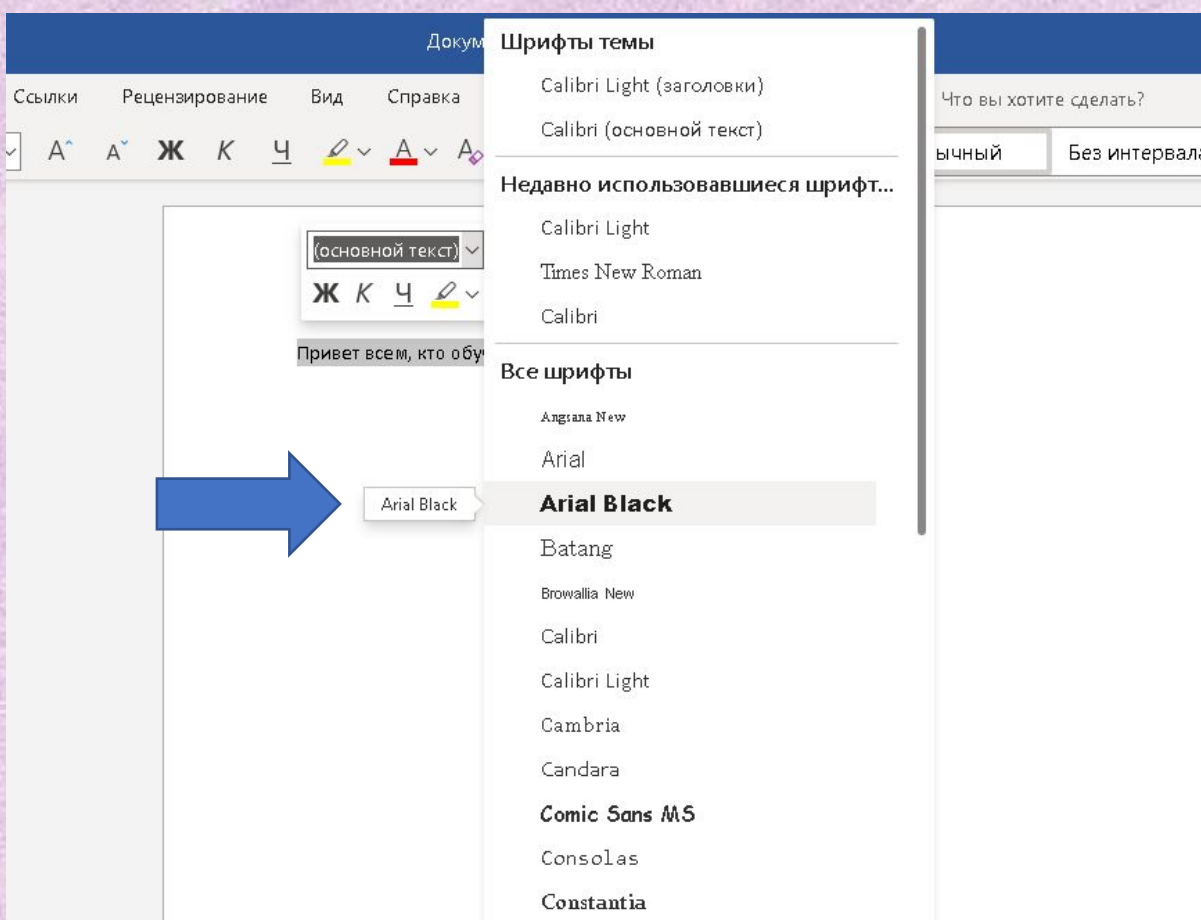 Докум
Ссылки Рецензирование Вид Справка Что вы хотите сделать?
Ж К Ч А ычный Без интервала
Шрифты темы
Calibri Light (заголовки)
Calibri (основной текст)
Недавно использовавшиеся шрифт...
Calibri Light
Times New Roman
Calibri
(основной текст)
Ж К Ч
Привет всем, кто обу
Все шрифты
Angsana New
Arial
Arial Black
Arial Black
Batang
Browallia New
Calibri
Calibri Light
Cambria
Candara
Comic Sans MS
Consolas
Constantia